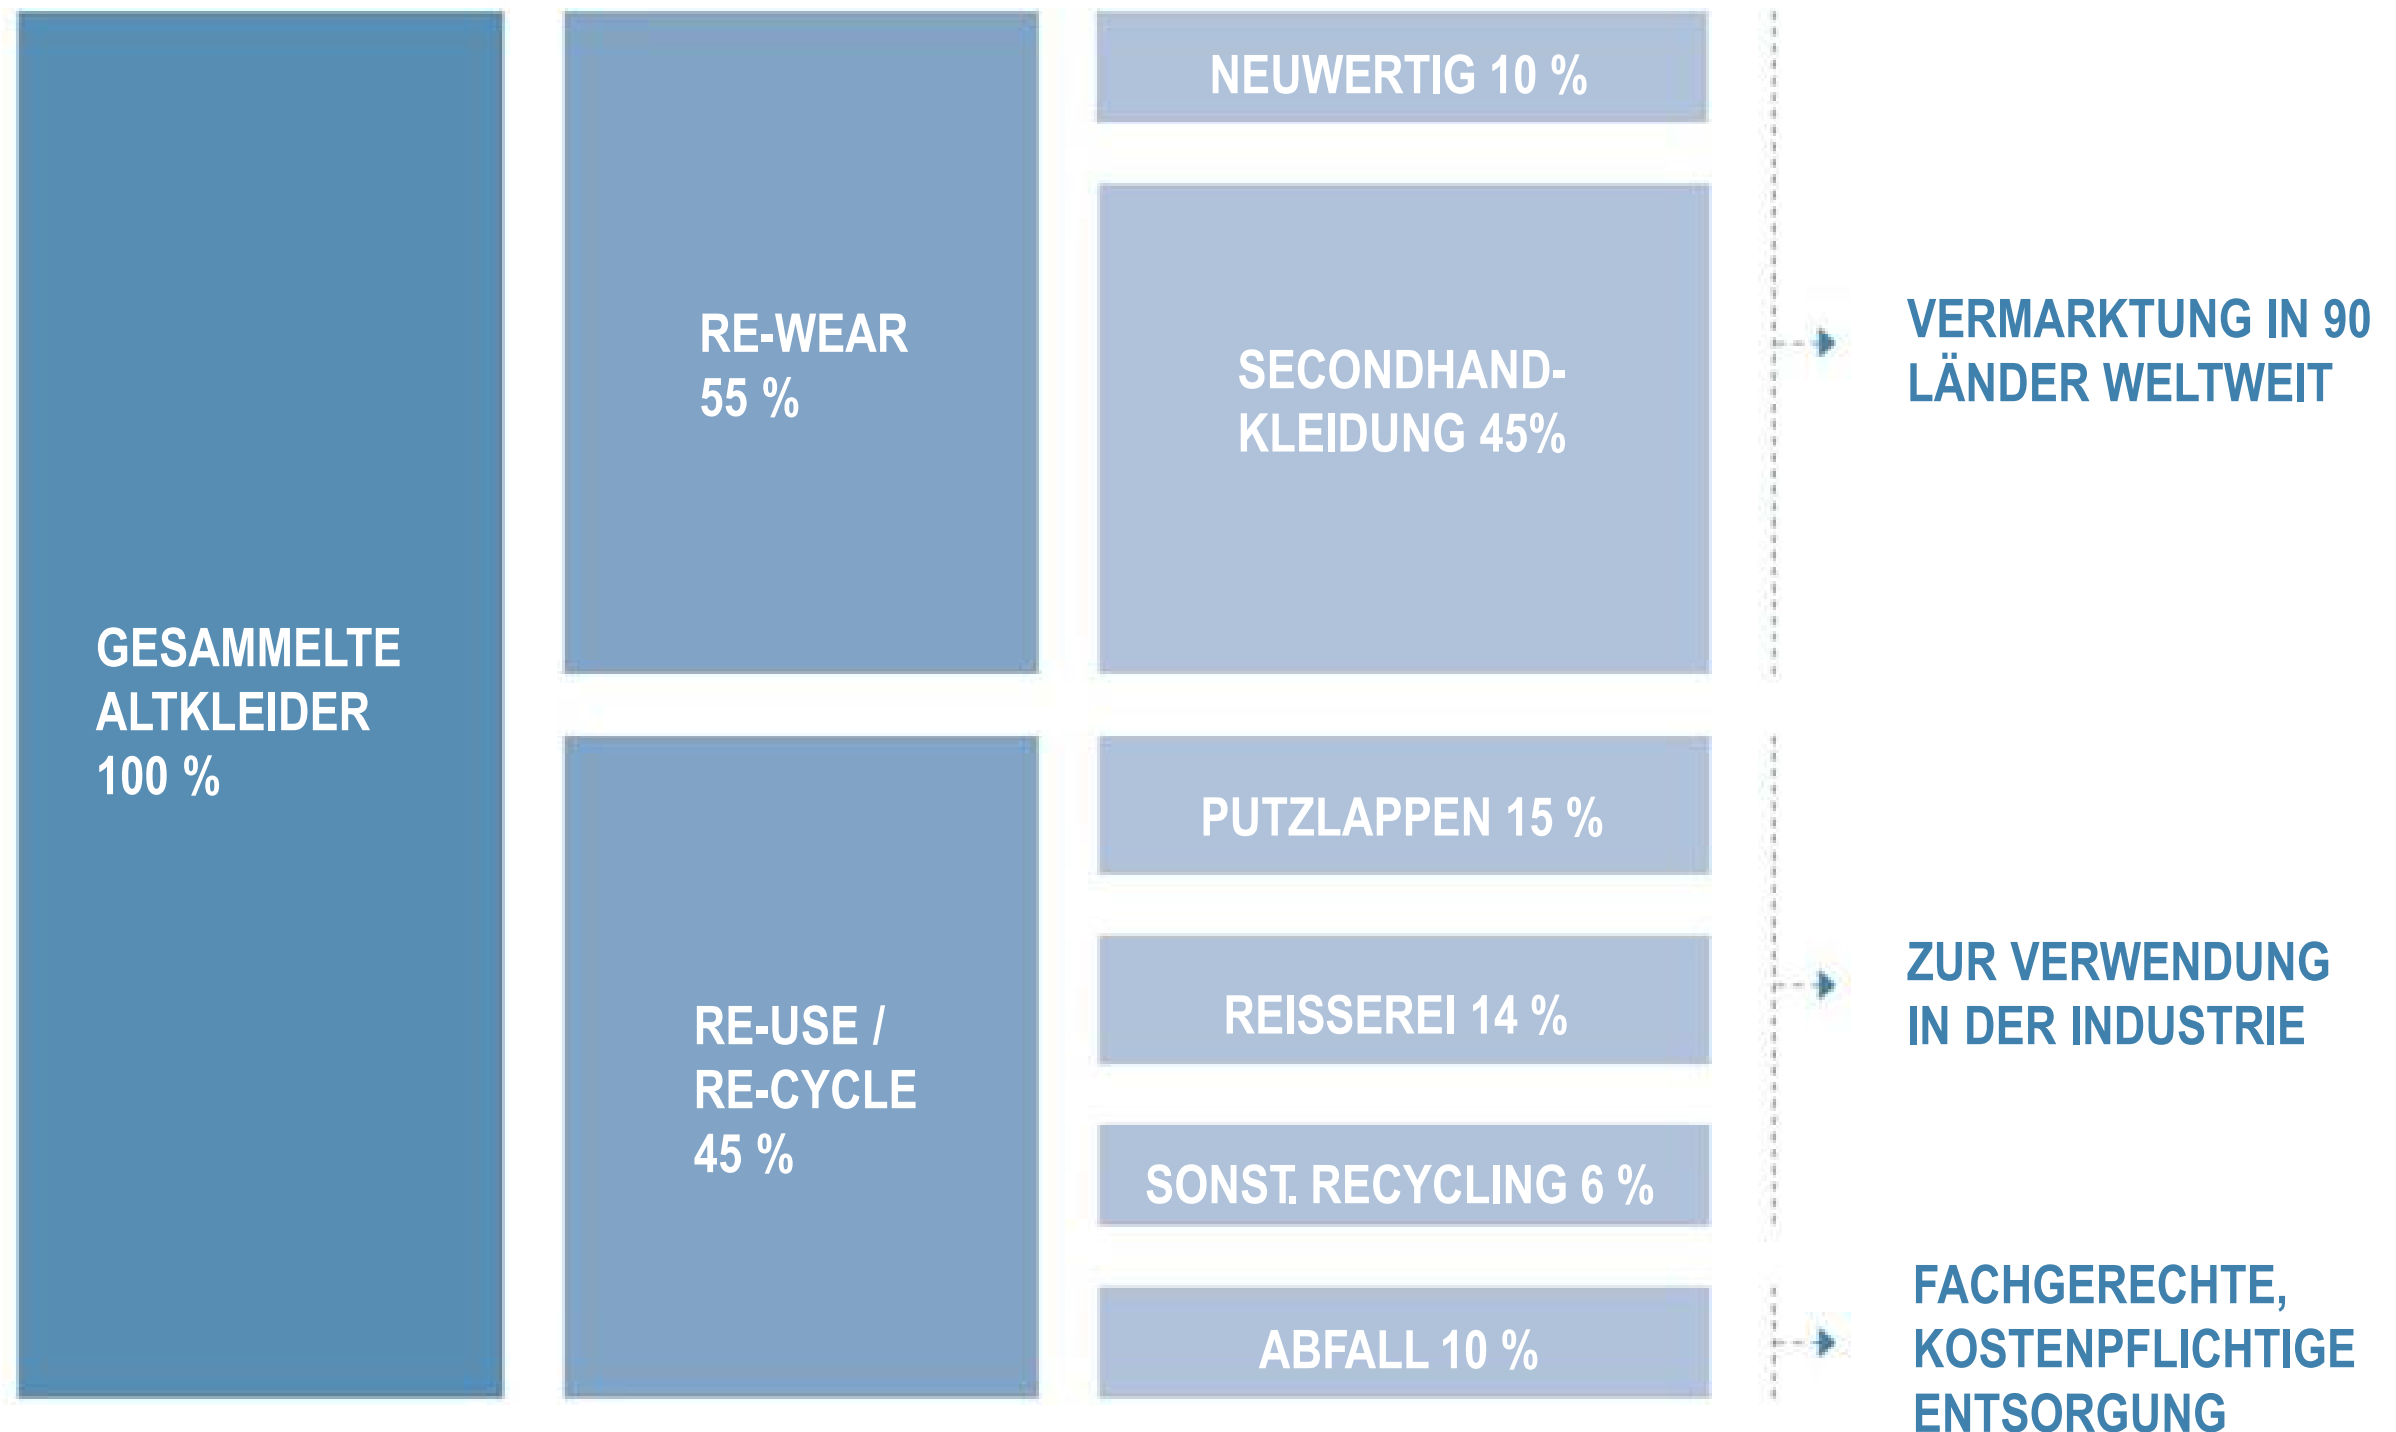 GESAMMELTE
ALTKLEIDER
100 %
RE-WEAR
55 %
RE-USE /
RE-CYCLE
45 %
NEUWERTIG 10 %
SECONDHAND-
KLEIDUNG 45%
PUTZLAPPEN 15 %
REISSEREI 14 %
SONST. RECYCLING 6 %
ABFALL 10 %
VERMARKTUNG IN 90
LÄNDER WELTWEIT
ZUR VERWENDUNG
IN DER INDUSTRIE
FACHGERECHTE,
KOSTENPFLICHTIGE
ENTSORGUNG